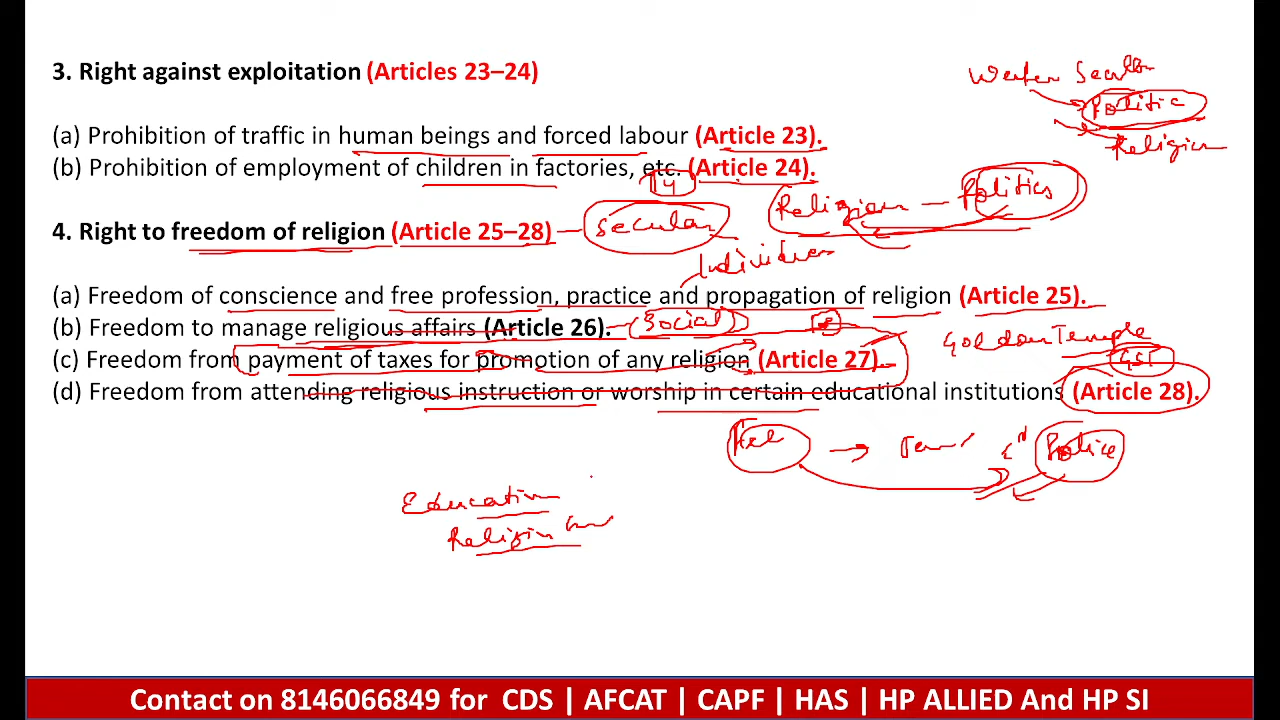 3. Right against exploitation (Articles 23–24)
Secular
Politic
Religion
(a) Prohibition of traffic in human beings and forced labour (Article 23).
(b) Prohibition of employment of children in factories, etc. (Article 24).
14
Religion – Politics
4. Right to freedom of religion (Article 25–28) – Secular
(a) Freedom of conscience and free profession, practice and propagation of religion (Article 25).
(b) Freedom to manage religious affairs (Article 26). (Social)
Golden Temple
(c) Freedom from payment of taxes for promotion of any religion (Article 27).
GST
(d) Freedom from attending religious instruction or worship in certain educational institutions (Article 28).
Education
Religion
Contact on 8146066849 for CDS | AFCAT | CAPF | HAS | HP ALLIED And HP SI